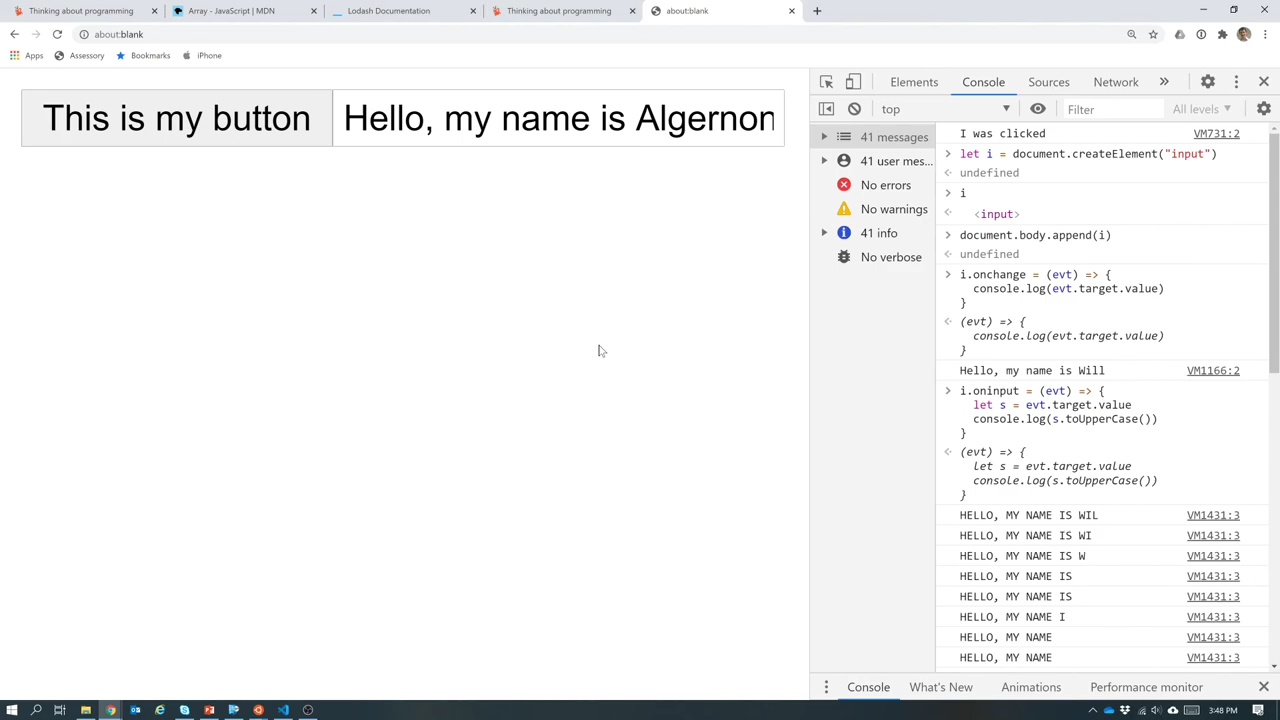 Thinking about programming
Array - JavaScript | MDN
Lodash Documentation
Thinking about programming
about:blank
about:blank
Apps
Assessory
Bookmarks
iPhone
This is my button
Hello, my name is Algernon
Elements
Console
Sources
Network
top
Filter
All levels
41 messages
41 user mes...
No errors
No warnings
41 info
No verbose
I was clicked VM731:2
let i = document.createElement("input")
undefined
i
<input>
document.body.append(i)
undefined
i.onchange = (evt) => {
console.log(evt.target.value)
}
(evt) => {
console.log(evt.target.value)
}
Hello, my name is Will VM1166:2
i.oninput = (evt) => {
let s = evt.target.value
console.log(s.toUpperCase())
}
(evt) => {
let s = evt.target.value
console.log(s.toUpperCase())
}
HELLO, MY NAME IS WIL VM1431:3
HELLO, MY NAME IS WI VM1431:3
HELLO, MY NAME IS W VM1431:3
HELLO, MY NAME IS VM1431:3
HELLO, MY NAME IS VM1431:3
HELLO, MY NAME I VM1431:3
HELLO, MY NAME VM1431:3
HELLO, MY NAME VM1431:3
Console
What's New
Animations
Performance monitor
3:48 PM